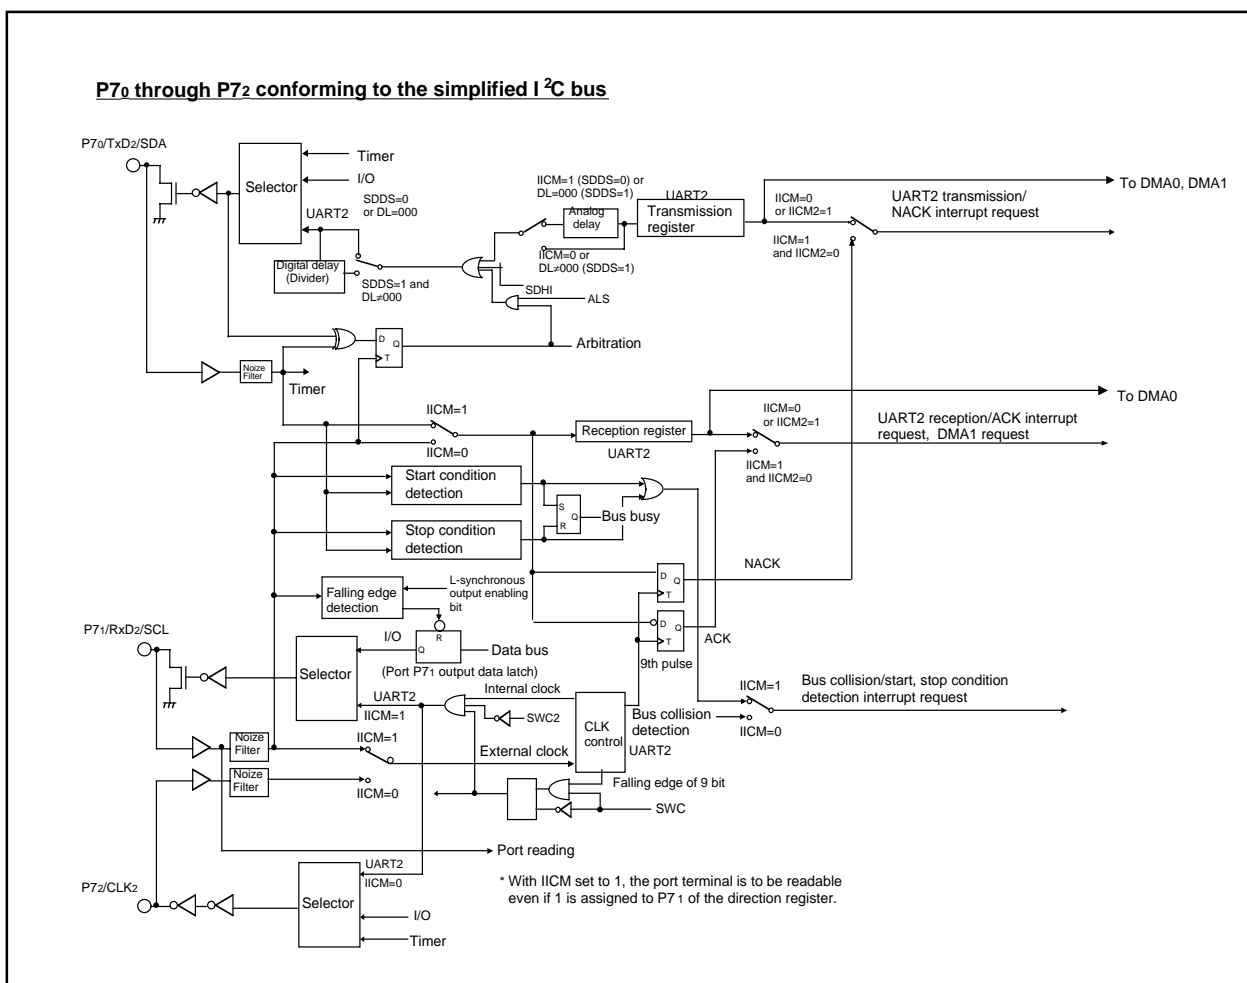 P70 through P72 conforming to the simplified I 2C bus
P70/TxD2/SDA
Selector
Timer
I/O
UART2
SDDS=0
or DL=000
Digital delay
(Divider)
SDDS=1 and
DL≠000
IICM=1 (SDDS=0) or
DL=000 (SDDS=1)
Analog
delay
IICM=0 or
DL≠000 (SDDS=1)
SDHI
ALS
UART2
Transmission
register
IICM=0
or IICM2=1
IICM=1
and IICM2=0
To DMA0, DMA1
UART2 transmission/
NACK interrupt request
D
Q
T
Arbitration
Noize
Filter
Timer
IICM=1
IICM=0
Reception register
UART2
To DMA0
IICM=0
or IICM2=1
IICM=1
and IICM2=0
UART2 reception/ACK interrupt
request, DMA1 request
Start condition
detection
Stop condition
detection
S
Q
R
Bus busy
NACK
D
Q
T
D
Q
T
ACK
9th pulse
Falling edge
detection
L-synchronous
output enabling
bit
P71/RxD2/SCL
Selector
I/O
R
Q
Data bus
(Port P71 output data latch)
UART2
IICM=1
Internal clock
SWC2
CLK
control
UART2
External clock
Bus collision
detection
IICM=1
IICM=0
Bus collision/start, stop condition
detection interrupt request
Noize
Filter
Noize
Filter
IICM=1
IICM=0
Falling edge of 9 bit
SWC
Port reading
P72/CLK2
Selector
UART2
IICM=0
I/O
Timer
* With IICM set to 1, the port terminal is to be readable
even if 1 is assigned to P71 of the direction register.